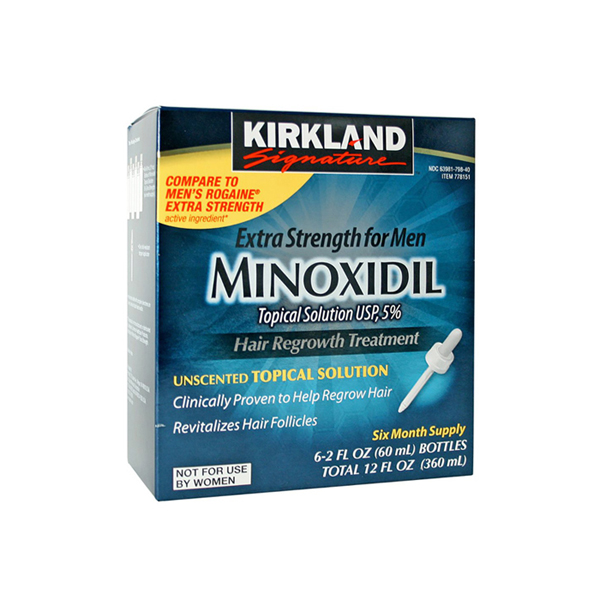 KIRKLAND
Signature
NDC 63981-798-40
ITEM 778151
COMPARE TO
MEN'S ROGAINE®
EXTRA STRENGTH
active ingredient*
Extra Strength for Men
MINOXIDIL
Topical Solution USP, 5%
Hair Regrowth Treatment
UNSCENTED TOPICAL SOLUTION
Clinically Proven to Help Regrow Hair
Revitalizes Hair Follicles
Six Month Supply
6-2 FL OZ (60 mL) BOTTLES
TOTAL 12 FL OZ (360 mL)
NOT FOR USE
BY WOMEN